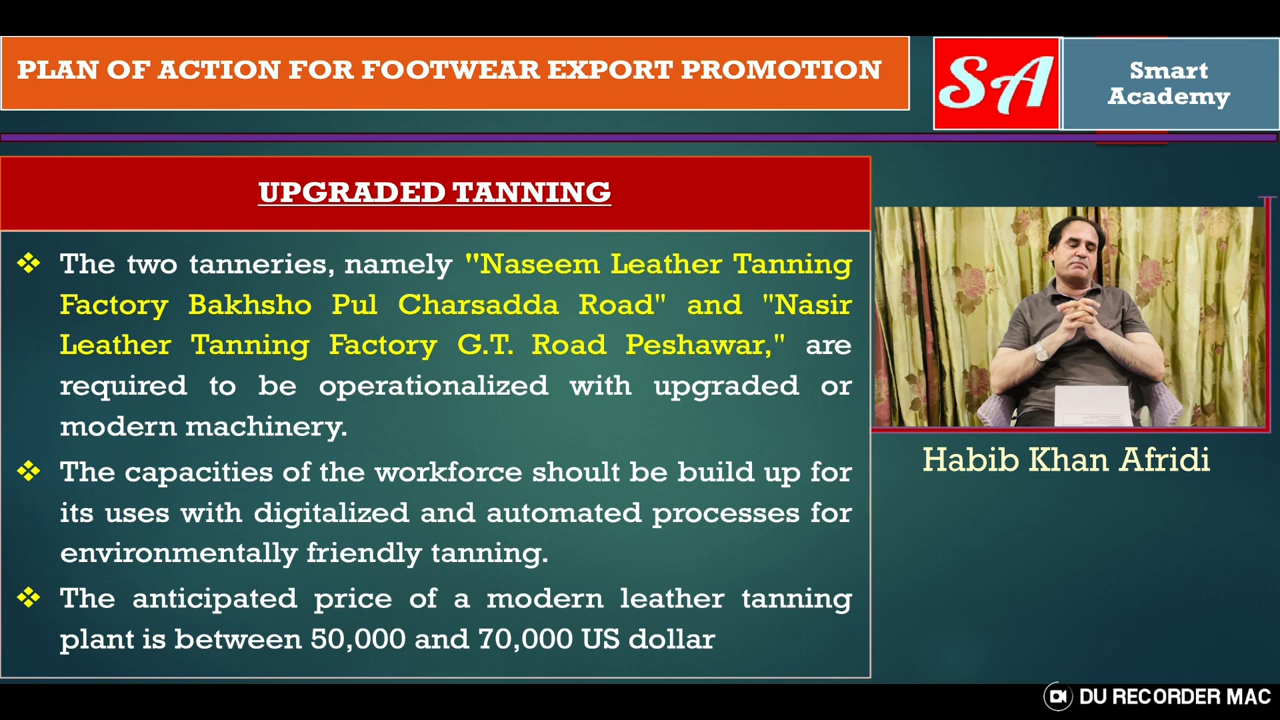 PLAN OF ACTION FOR FOOTWEAR EXPORT PROMOTION
SA
Smart
Academy
UPGRADED TANNING
The two tanneries, namely "Naseem Leather Tanning
Factory Bakhsho Pul Charsadda Road" and "Nasir
Leather Tanning Factory G.T. Road Peshawar," are
required to be operationalized with upgraded or
modern machinery.
The capacities of the workforce shoult be build up for
its uses with digitalized and automated processes for
environmentally friendly tanning.
The anticipated price of a modern leather tanning
plant is between 50,000 and 70,000 US dollar
Habib Khan Afridi
DU RECORDER MAC